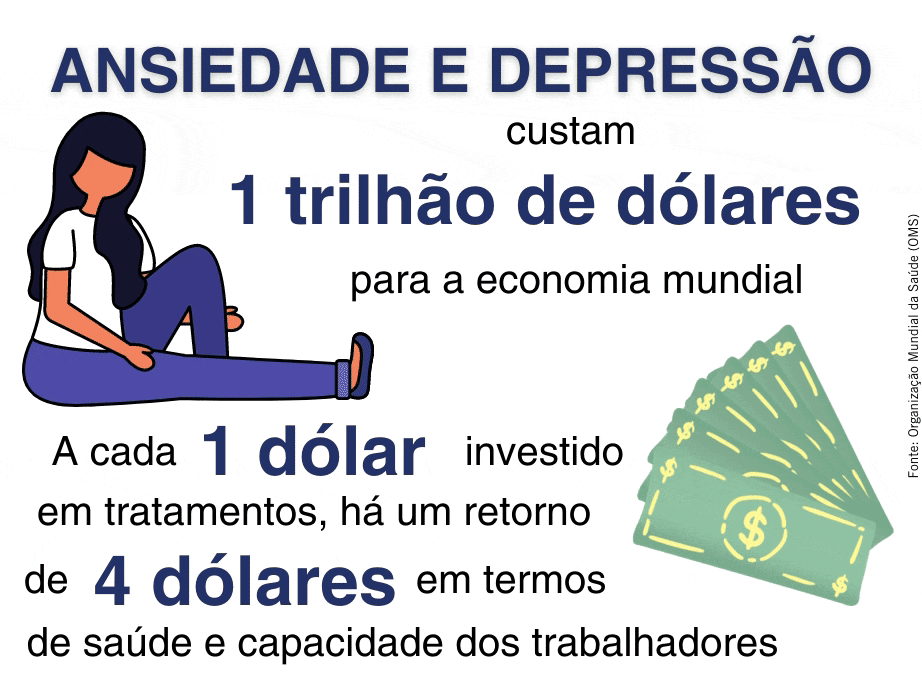 ANSIEDADE E DEPRESSÃO
custam
1 trilhão de dólares
para a economia mundial
A cada 1 dólar investido
em tratamentos, há um retorno
de 4 dólares em termos
de saúde e capacidade dos trabalhadores
Fonte: Organização Mundial da Saúde (OMS)